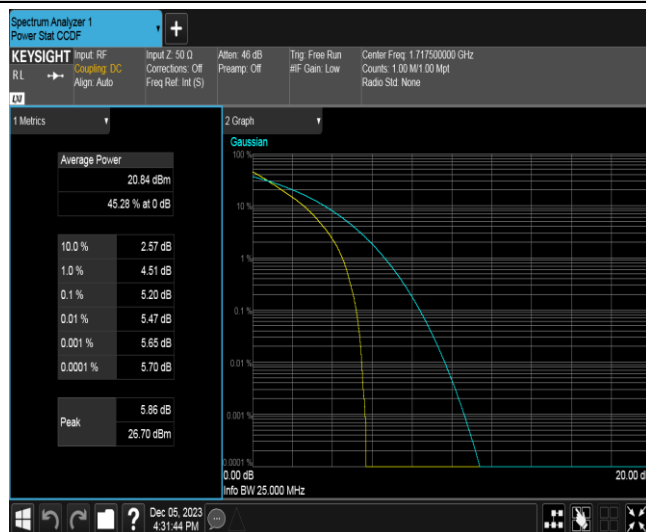 Spectrum Analyzer 1
Power Stat CCDF
+
KEYSIGHT Input: RF Input Z: 50 Ω Atten: 46 dB Trig: Free Run Center Freq: 1.717500000 GHz
RL Coupling: DC Corrections: Off Preamp: Off #IF Gain: Low Counts: 1.00 M/1.00 Mpt
Align: Auto Freq Ref: Int (S) Radio Std: None
LXI
1 Metrics
Average Power
20.84 dBm
45.28 % at 0 dB
10.0 % 2.57 dB
1.0 % 4.51 dB
0.1 % 5.20 dB
0.01 % 5.47 dB
0.001 % 5.65 dB
0.0001 % 5.70 dB
Peak 5.86 dB
26.70 dBm
2 Graph
Gaussian
100 %
10 %
1 %
0.1 %
0.01 %
0.001 %
0.0001 %
0.00 dB 20.00 d
Info BW 25.000 MHz
? Dec 05, 2023
4:31:44 PM